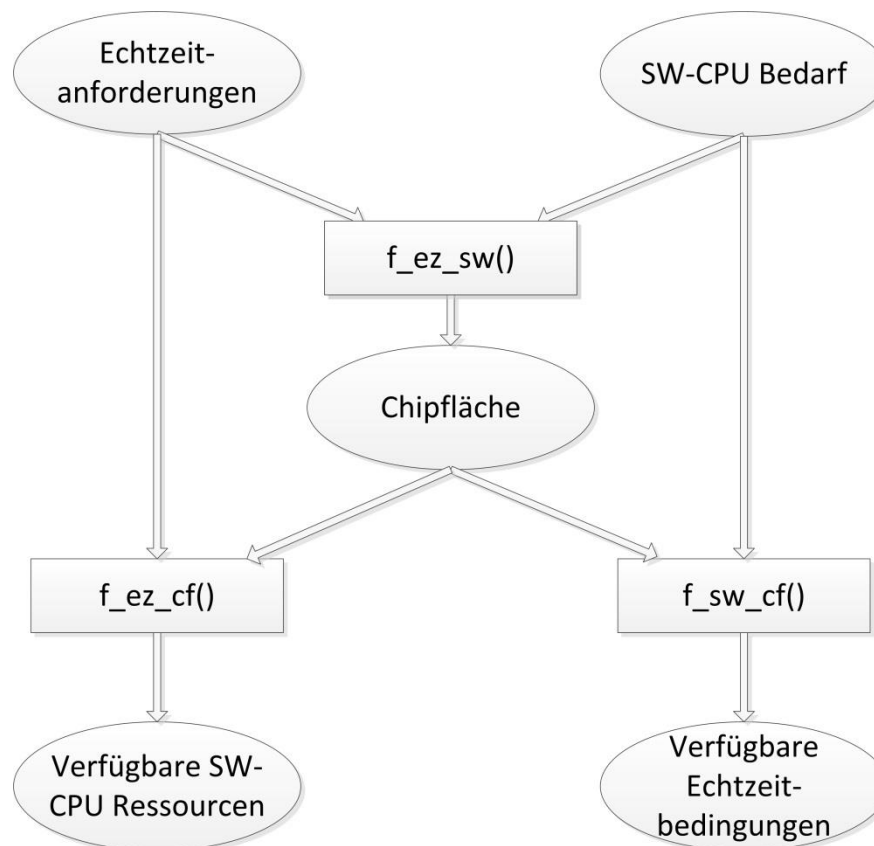 Echtzeit-
anforderungen
SW-CPU Bedarf
f_ez_sw()
Chipfläche
f_ez_cf()
f_sw_cf()
Verfügbare SW-
CPU Ressourcen
Verfügbare
Echtzeit-
bedingungen